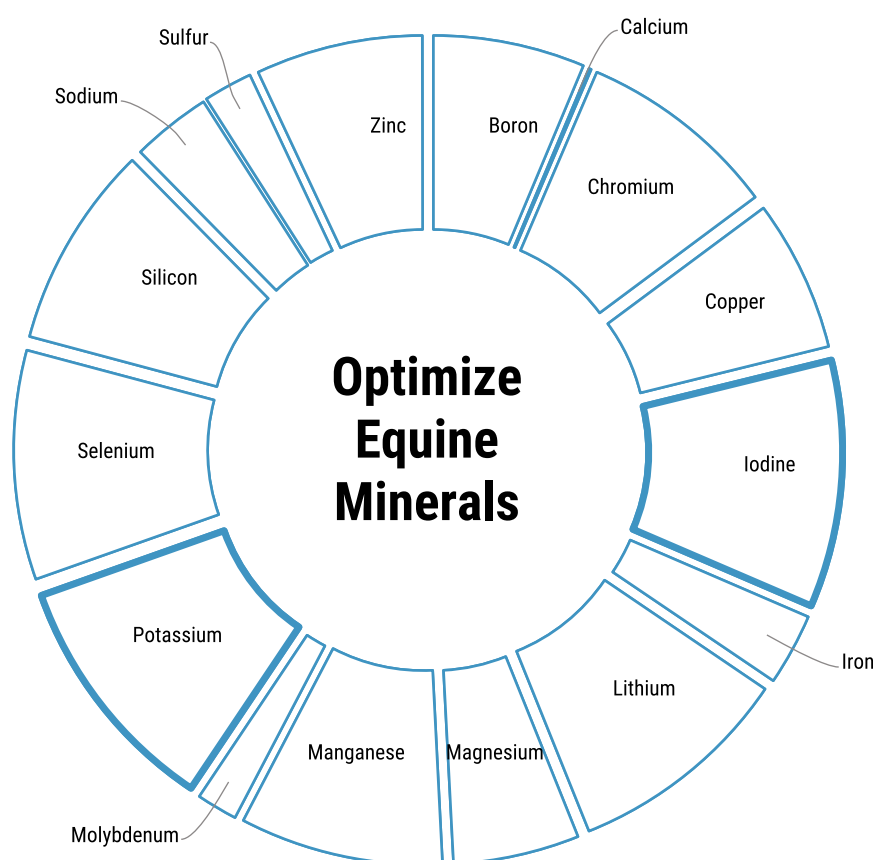 Calcium
Sulfur
Sodium
Zinc
Boron
Chromium
Silicon
Copper
Optimize
Equine
Minerals
Selenium
Iodine
Potassium
Iron
Lithium
Manganese
Magnesium
Molybdenum